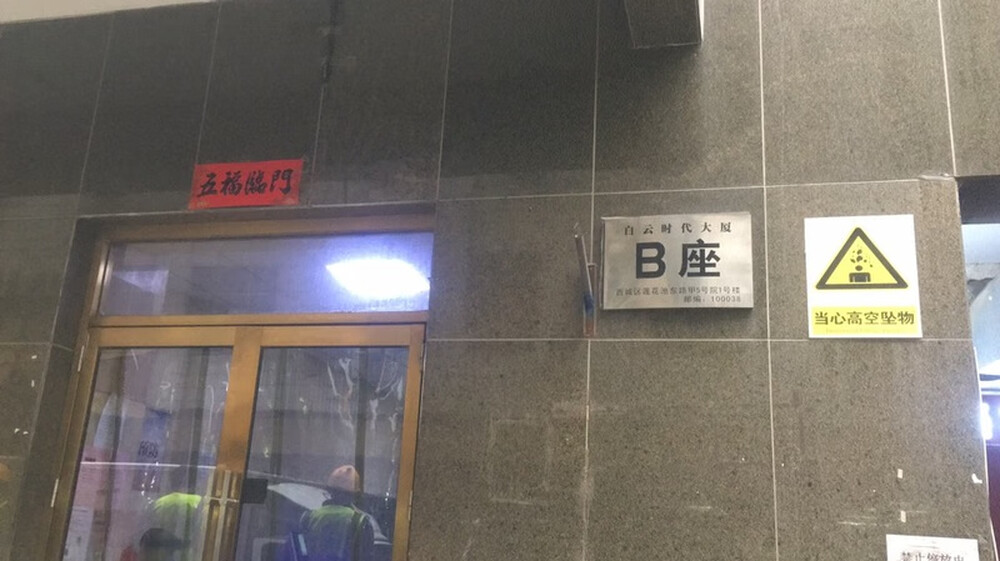 五福臨門
白云时代大厦
B座
西城区莲花池东路甲5号院1号楼
邮编：100038
当心高空坠物